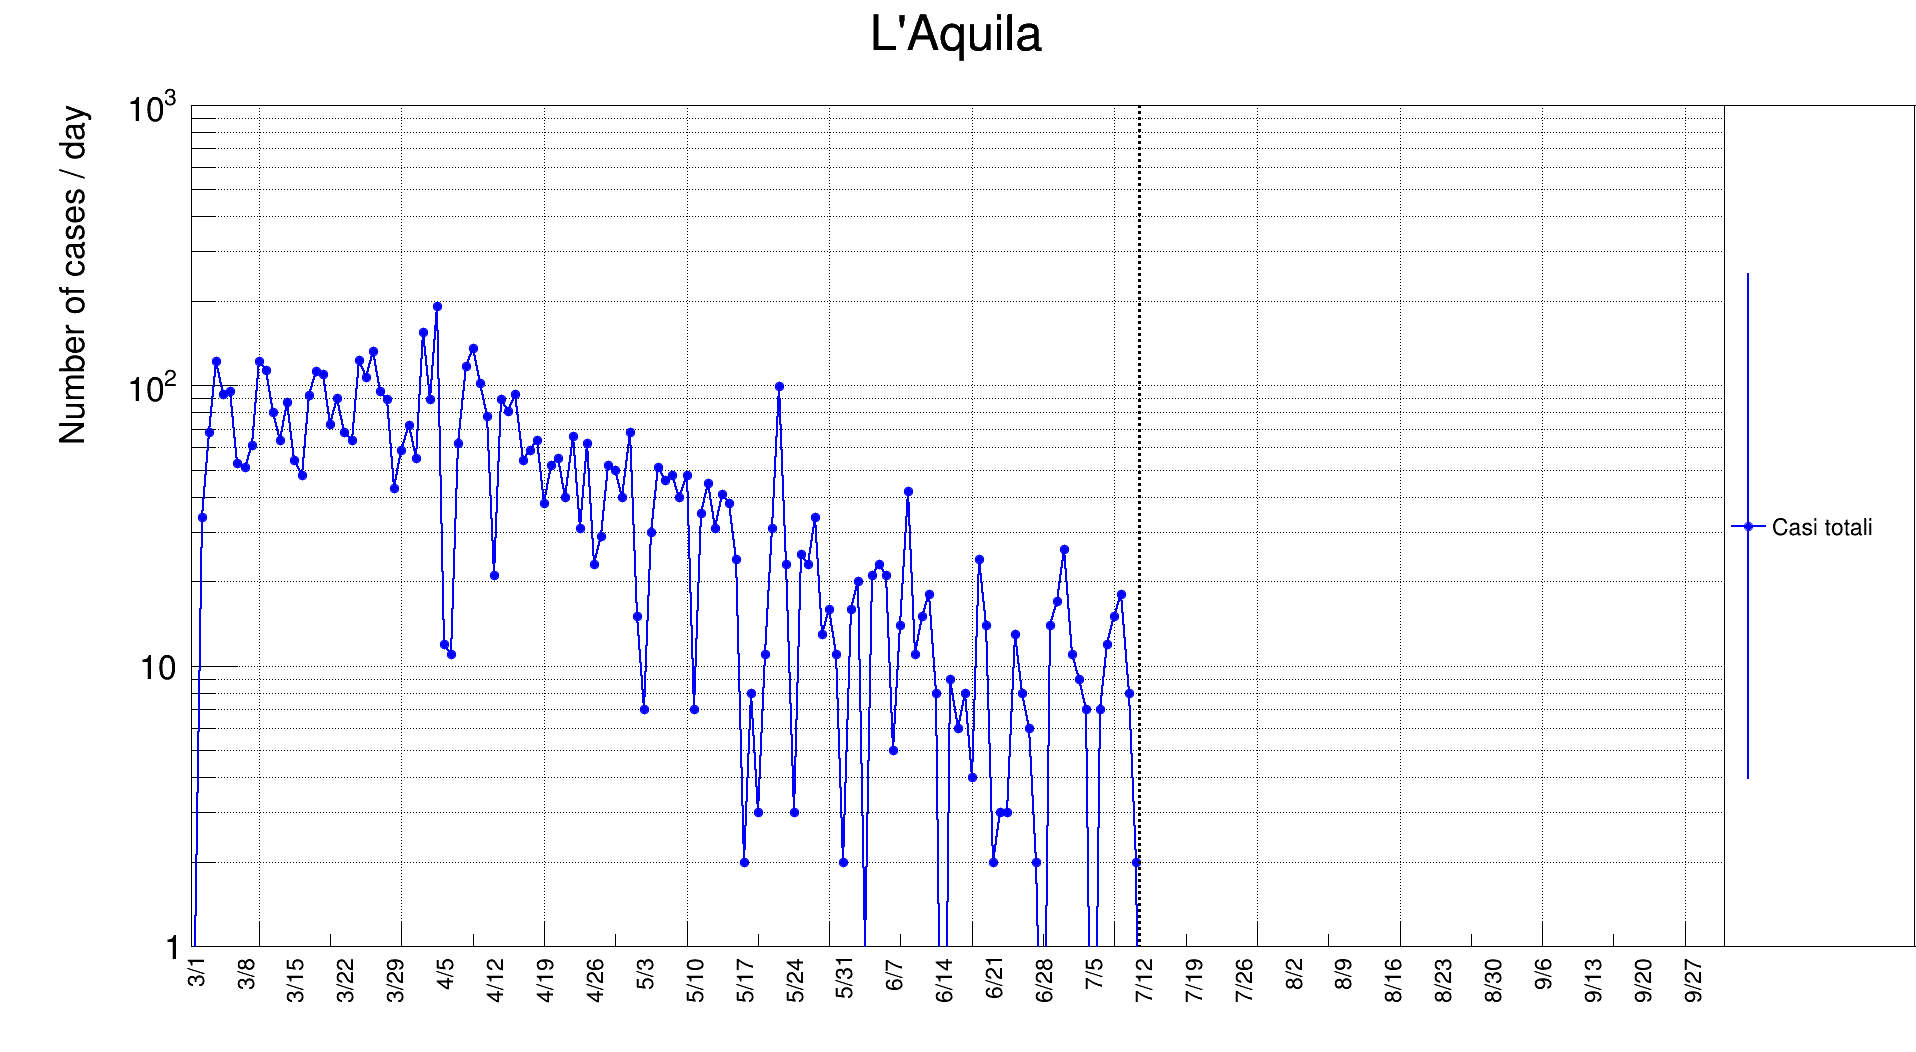 L'Aquila
Number of cases / day
10³
10²
10
1
3/1 3/8 3/15 3/22 3/29 4/5 4/12 4/19 4/26 5/3 5/10 5/17 5/24 5/31 6/7 6/14 6/21 6/28 7/5 7/12 7/19 7/26 8/2 8/9 8/16 8/23 8/30 9/6 9/13 9/20 9/27
Casi totali